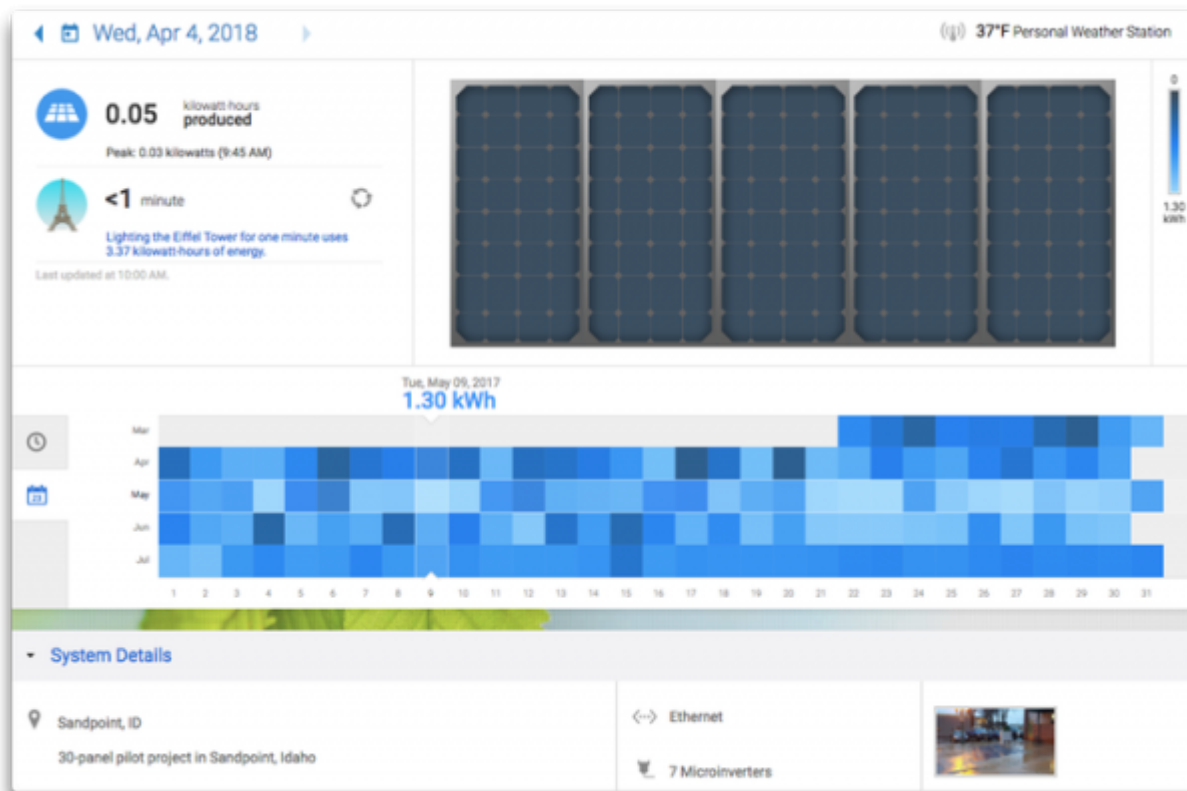 Wed, Apr 4, 2018
37°F Personal Weather Station
0.05 kilowatt-hours produced
Peak: 0.03 kilowatts (9:45 AM)
<1 minute
Lighting the Eiffel Tower for one minute uses
3.37 kilowatt-hours of energy.
Last updated at 10:00 AM.
0
1.30
kWh
Tue, May 09, 2017
1.30 kWh
Mar
Apr
May
23
Jun
Jul
1 2 3 4 5 6 7 8 9 10 11 12 13 14 15 16 17 18 19 20 21 22 23 24 25 26 27 28 29 30 31
System Details
Sandpoint, ID
30-panel pilot project in Sandpoint, Idaho
Ethernet
7 Microinverters